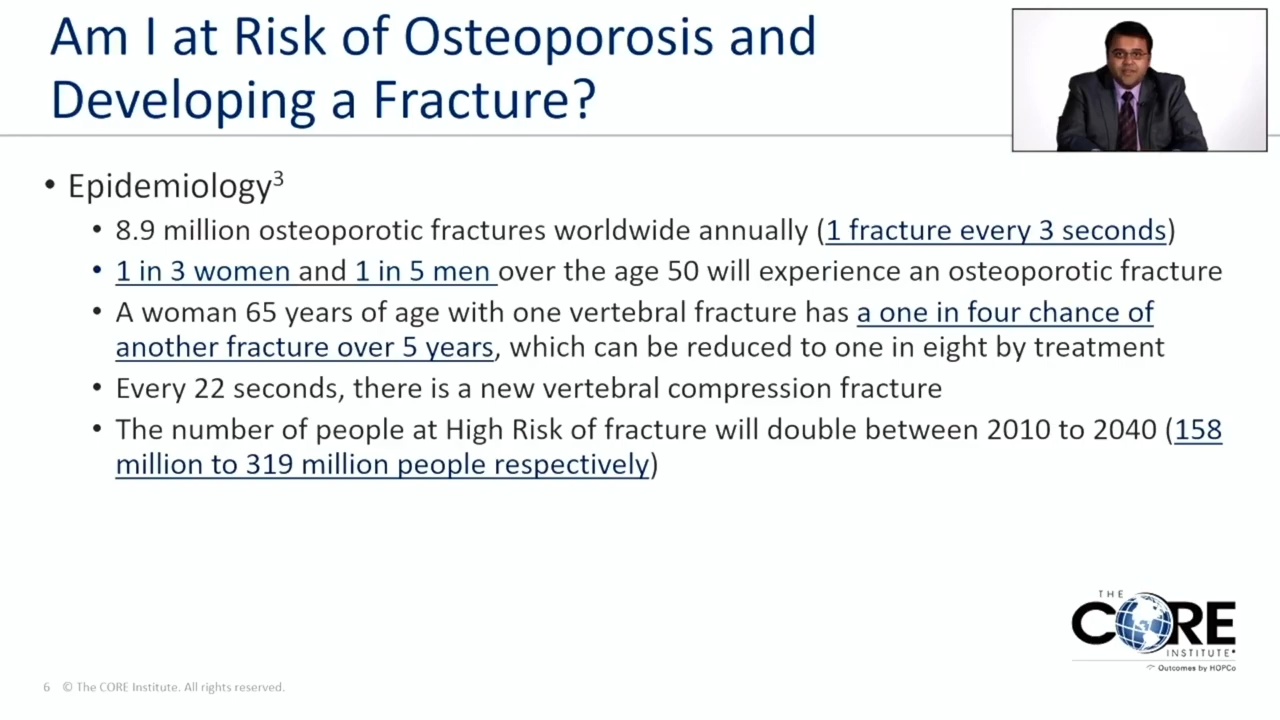 Am I at Risk of Osteoporosis and
Developing a Fracture?
• Epidemiology³
• 8.9 million osteoporotic fractures worldwide annually (1 fracture every 3 seconds)
• 1 in 3 women and 1 in 5 men over the age 50 will experience an osteoporotic fracture
• A woman 65 years of age with one vertebral fracture has a one in four chance of
another fracture over 5 years, which can be reduced to one in eight by treatment
• Every 22 seconds, there is a new vertebral compression fracture
• The number of people at High Risk of fracture will double between 2010 to 2040 (158
million to 319 million people respectively)
THE
CORE
INSTITUTE
Outcomes by HOPCo
6 © The CORE Institute. All rights reserved.